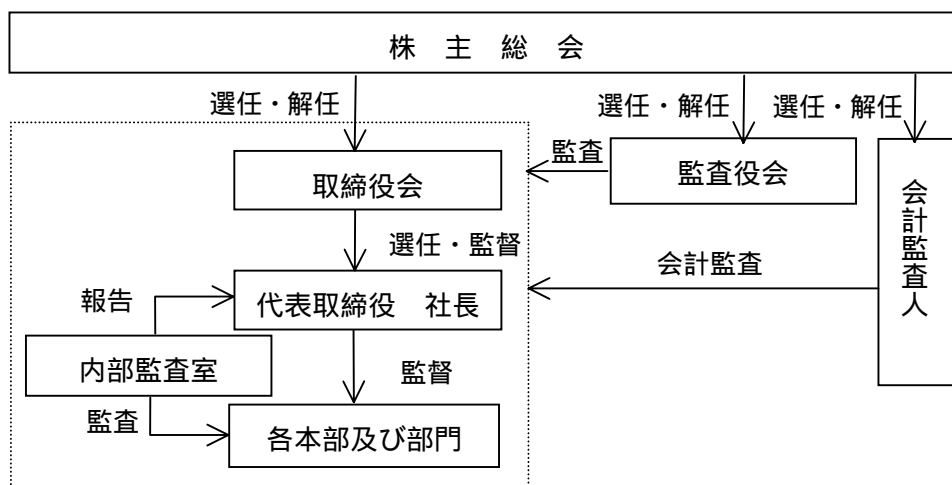 株 主 総 会
選任・解任
選任・解任
選任・解任
取締役会
監査
監査役会
会計監査人
選任・監督
会計監査
報告
代表取締役 社長
内部監査室
監督
監査
各本部及び部門